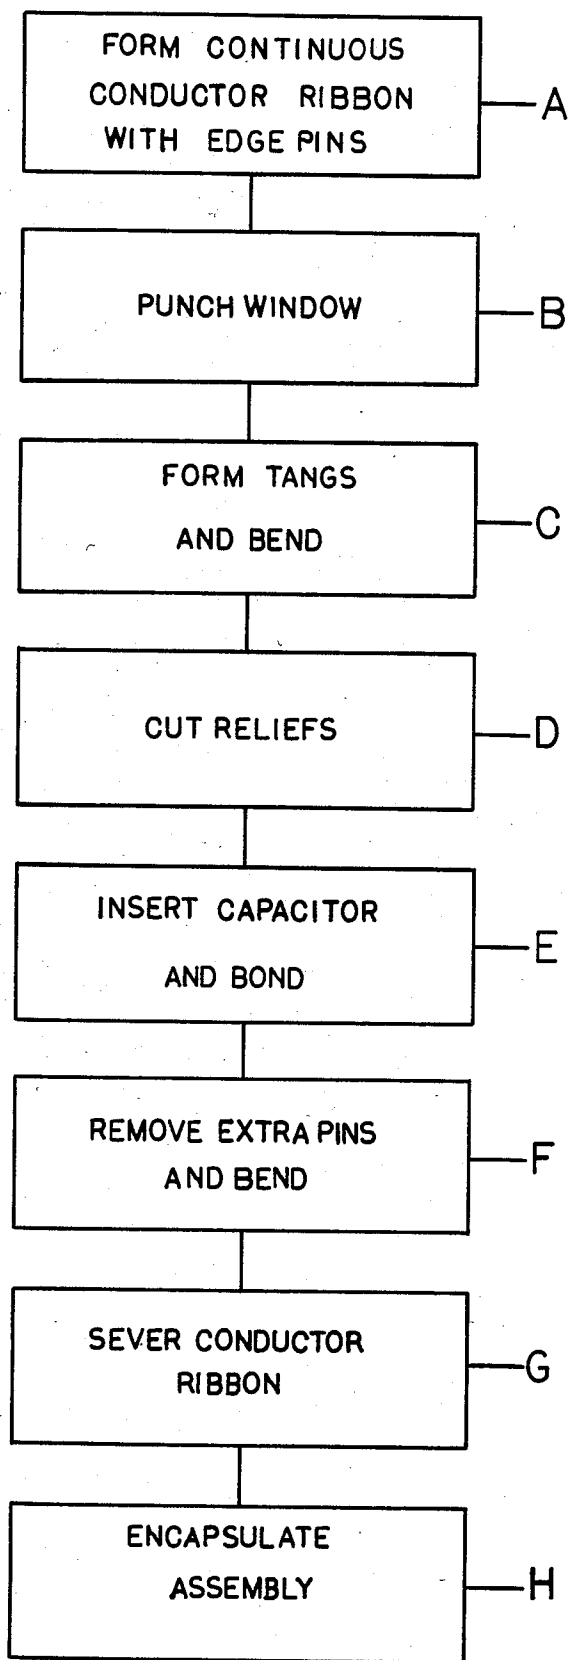 FORM CONTINUOUS
CONDUCTOR RIBBON
WITH EDGE PINS
A
PUNCH WINDOW
B
FORM TANGS
AND BEND
C
CUT RELIEFS
D
INSERT CAPACITOR
AND BOND
E
REMOVE EXTRA PINS
AND BEND
F
SEVER CONDUCTOR
RIBBON
G
ENCAPSULATE
ASSEMBLY
H